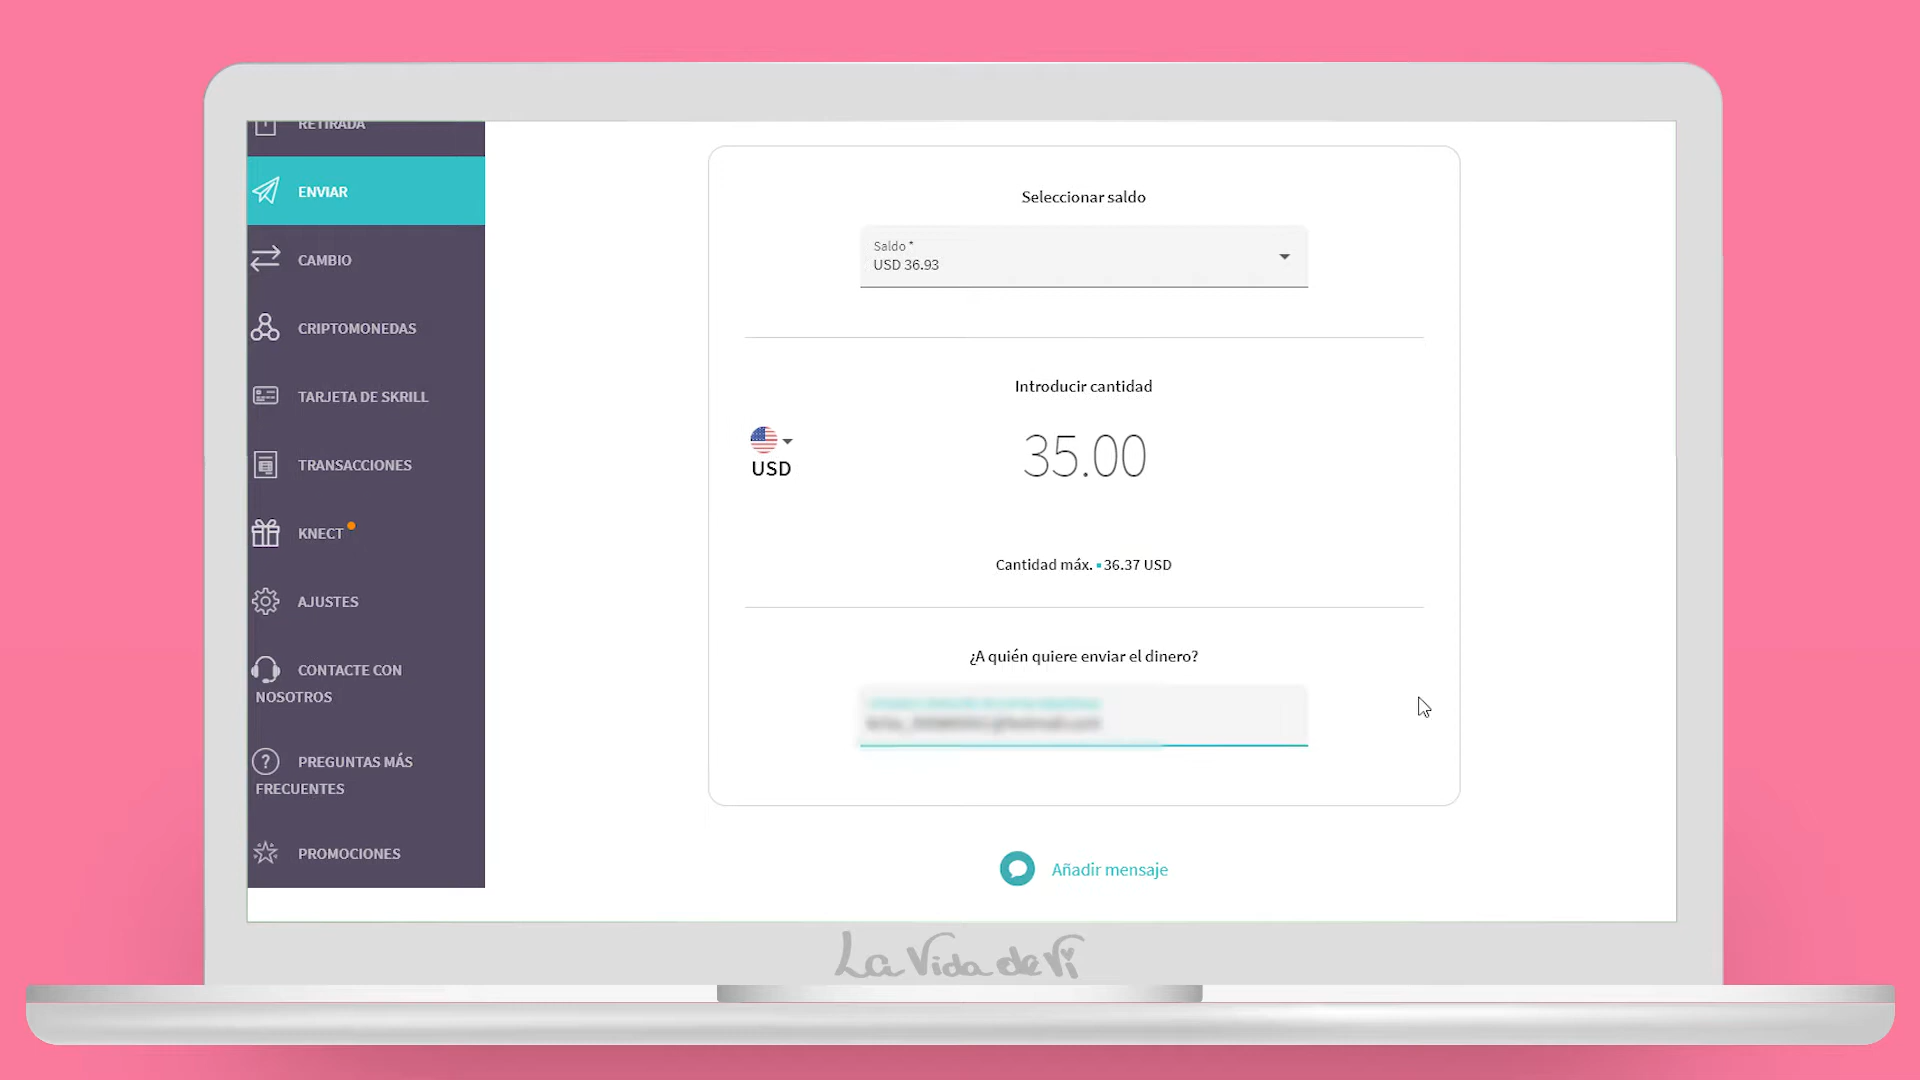 RETIRADA
ENVIAR
CAMBIO
CRIPTOMONEDAS
TARJETA DE SKRILL
TRANSACCIONES
KNECT
AJUSTES
CONTACTE CON
NOSOTROS
PREGUNTAS MÁS
FRECUENTES
PROMOCIONES
Seleccionar saldo
Saldo *
USD 36.93
Introducir cantidad
USD
35.00
Cantidad máx. ▪ 36.37 USD
¿A quién quiere enviar el dinero?
Añadir mensaje
La Vida de Vi